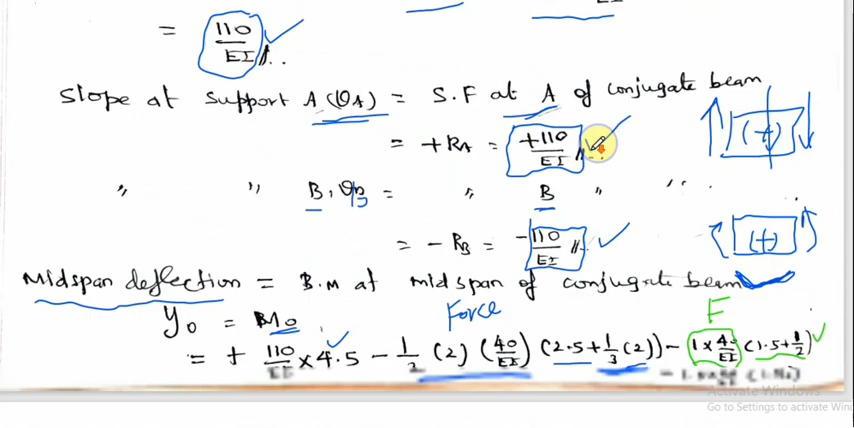 = 110/EI //..
Slope at support A (θA) = S.F at A of conjugate beam
= + RA = +110/EI //..
" " B, θB = " B " " .
= - RB = -110/EI //.
Midspan deflection = B.M at midspan of conjugate beam
Force F
y0 = M0
= + 110/EI × 4.5 - 1/2 (2) (40/EI) (2.5 + 1/3 (2)) - 1 × 40/EI (1.5 + 1/2)
Activate Windows
Go to Settings to activate Win